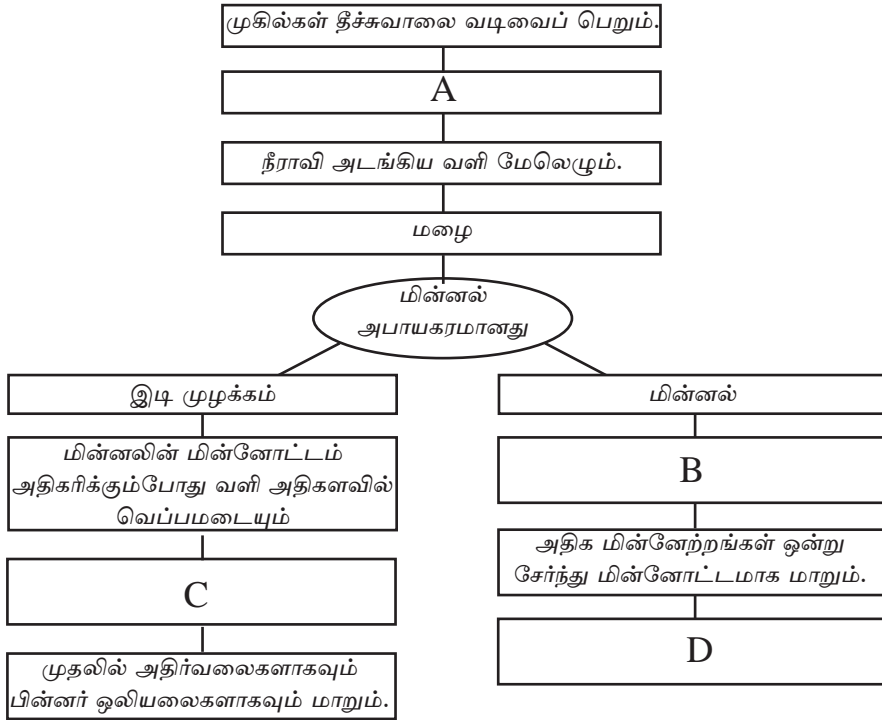 முகில்கள் தீச்சுவாலை வடிவைப் பெறும்.
A
நீராவி அடங்கிய வளி மேலெழும்.
மழை
மின்னல்
அபாயகரமானது
இடி முழக்கம்
மின்னலின் மின்னோட்டம்
அதிகரிக்கும்போது வளி அதிகளவில்
வெப்பமடையும்
C
முதலில் அதிர்வலைகளாகவும்
பின்னர் ஒலியலைகளாகவும் மாறும்.
மின்னல்
B
அதிக மின்னேற்றங்கள் ஒன்று
சேர்ந்து மின்னோட்டமாக மாறும்.
D